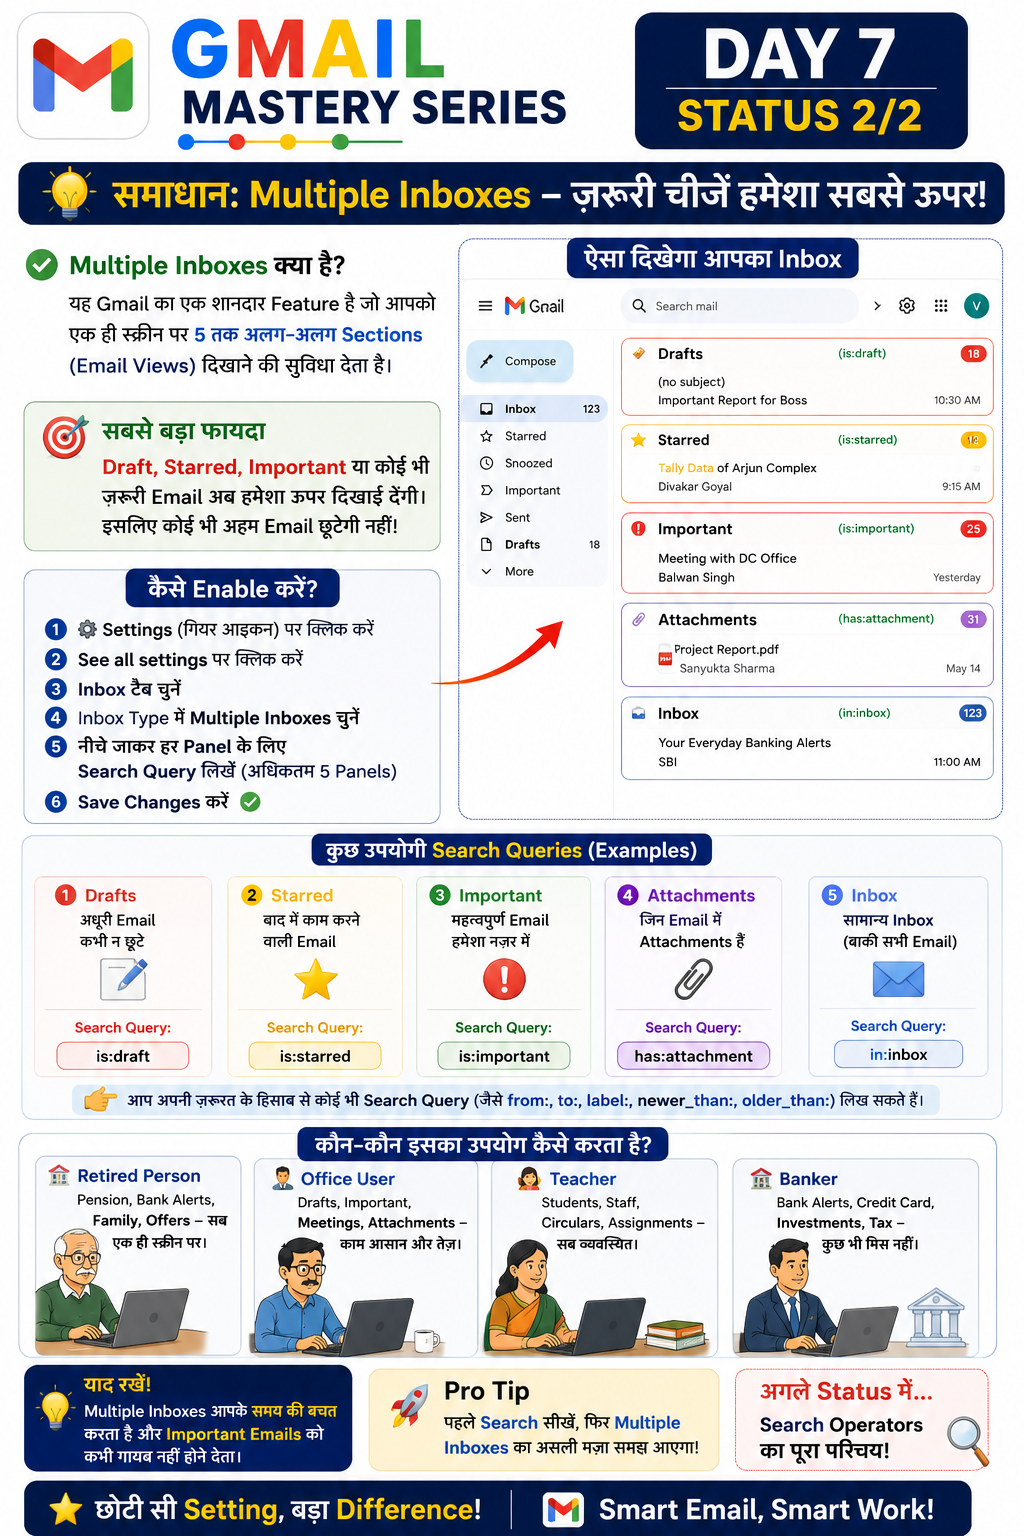 GMAIL
MASTERY SERIES
DAY 7
STATUS 2/2
समाधान: Multiple Inboxes – ज़रूरी चीजें हमेशा सबसे ऊपर!
Multiple Inboxes क्या है?
यह Gmail का एक शानदार Feature है जो आपको
एक ही स्क्रीन पर 5 तक अलग-अलग Sections
(Email Views) दिखाने की सुविधा देता है।
सबसे बड़ा फायदा
Draft, Starred, Important या कोई भी
ज़रूरी Email अब हमेशा ऊपर दिखाई देंगी।
इसलिए कोई भी अहम Email छूटेगी नहीं!
कैसे Enable करें?
1 Settings (गियर आइकन) पर क्लिक करें
2 See all settings पर क्लिक करें
3 Inbox टैब चुनें
4 Inbox Type में Multiple Inboxes चुनें
5 नीचे जाकर हर Panel के लिए
Search Query लिखें (अधिकतम 5 Panels)
6 Save Changes करें
ऐसा दिखेगा आपका Inbox
Gmail
Search mail
V
Compose
Inbox 123
Starred
Snoozed
Important
Sent
Drafts 18
More
Drafts (is:draft) 18
(no subject)
Important Report for Boss 10:30 AM
Starred (is:starred)
Tally Data of Arjun Complex
Divakar Goyal 9:15 AM
Important (is:important) 25
Meeting with DC Office
Balwan Singh Yesterday
Attachments (has:attachment) 31
Project Report.pdf
Sanyukta Sharma May 14
Inbox (in:inbox) 123
Your Everyday Banking Alerts
SBI 11:00 AM
कुछ उपयोगी Search Queries (Examples)
1 Drafts
अधूरी Email
कभी न छूटे
Search Query:
is:draft
2 Starred
बाद में काम करने
वाली Email
Search Query:
is:starred
3 Important
महत्वपूर्ण Email
हमेशा नज़र में
Search Query:
is:important
4 Attachments
जिन Email में
Attachments हैं
Search Query:
has:attachment
5 Inbox
सामान्य Inbox
(बाकी सभी Email)
Search Query:
in:inbox
आप अपनी ज़रूरत के हिसाब से कोई भी Search Query (जैसे from:, to:, label:, newer_than:, older_than:) लिख सकते हैं।
कौन-कौन इसका उपयोग कैसे करता है?
Retired Person
Pension, Bank Alerts,
Family, Offers – सब
एक ही स्क्रीन पर।
Office User
Drafts, Important,
Meetings, Attachments –
काम आसान और तेज़।
Teacher
Students, Staff,
Circulars, Assignments –
सब व्यवस्थित।
Banker
Bank Alerts, Credit Card,
Investments, Tax –
कुछ भी मिस नहीं।
याद रखें!
Multiple Inboxes आपके समय की बचत
करता है और Important Emails को
कभी गायब नहीं होने देता।
Pro Tip
पहले Search सीखें, फिर Multiple
Inboxes का असली मज़ा समझ आएगा!
अगले Status में...
Search Operators
का पूरा परिचय!
छोटी सी Setting, बड़ा Difference!
Smart Email, Smart Work!